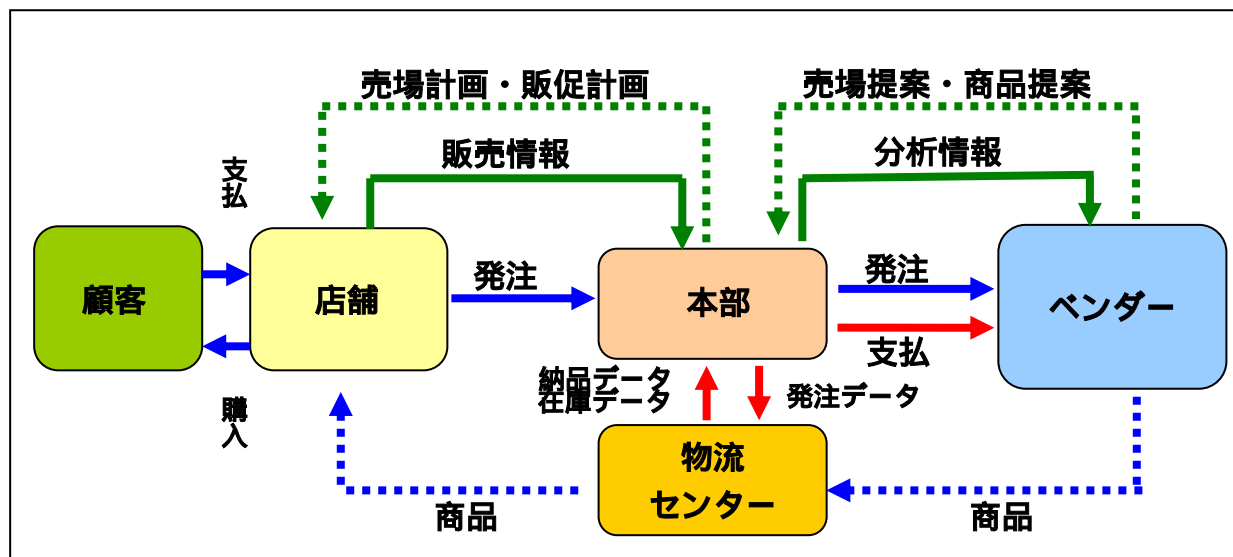 売場計画・販促計画
売場提案・商品提案
販売情報
分析情報
支払
顧客
店舗
発注
本部
発注
ベンダー
支払
購入
納品データ
在庫データ
発注データ
物流
センター
商品
商品